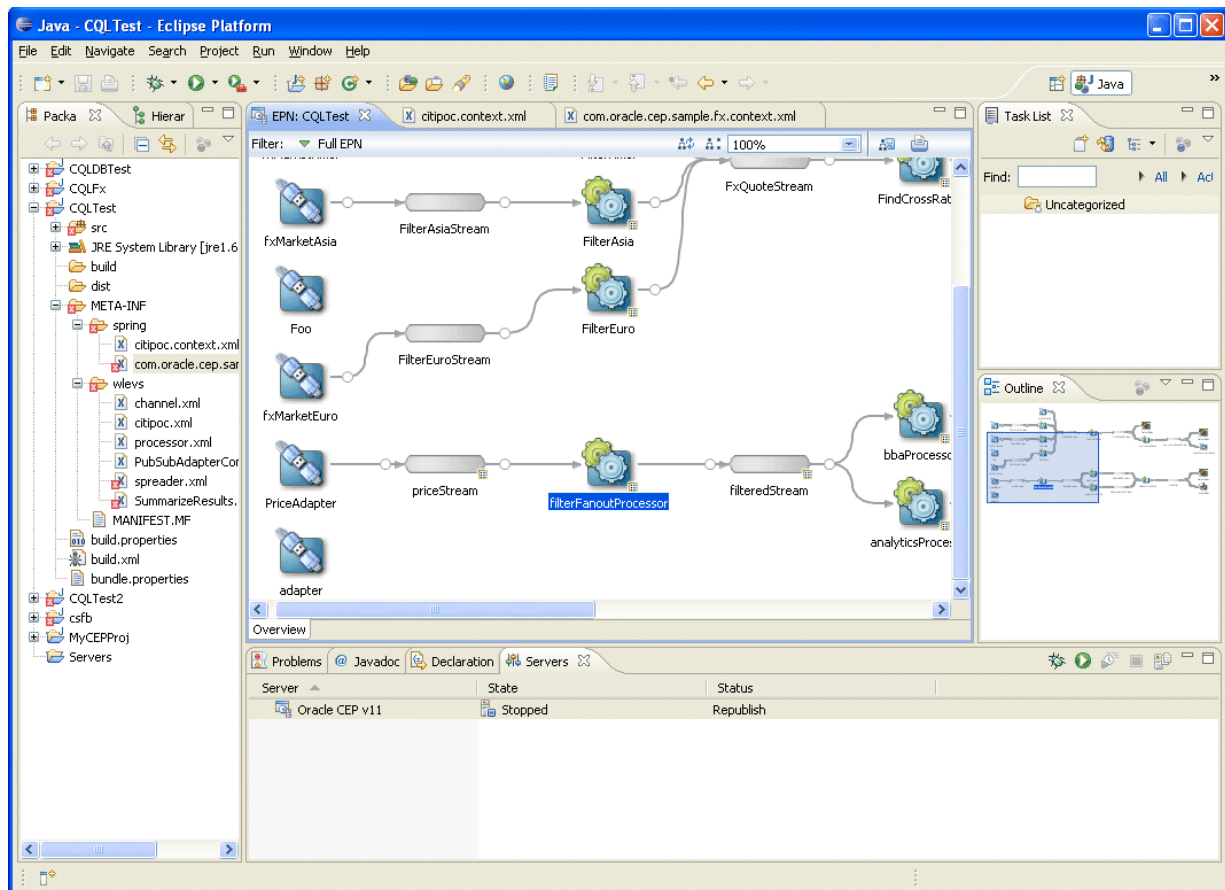 Java - CQLTest - Eclipse Platform
File Edit Navigate Search Project Run Window Help
Java
»
Packa
Hierar
CQLDBTest
CQLFx
CQLTest
src
JRE System Library [jre1.6
build
dist
META-INF
spring
citipoc.context.xml
com.oracle.cep.sar
wlevs
channel.xml
citipoc.xml
processor.xml
PubSubAdapterCor
spreader.xml
SummarizeResults.
MANIFEST.MF
build.properties
build.xml
bundle.properties
CQLTest2
csfb
MyCEPProj
Servers
EPN: CQLTest
citipoc.context.xml
com.oracle.cep.sample.fx.context.xml
Filter: Full EPN
100%
FxQuoteStream
FindCrossRat
fxMarketAsia
FilterAsiaStream
FilterAsia
Foo
FilterEuro
FilterEuroStream
fxMarketEuro
bbaProcesso
PriceAdapter
priceStream
filterFanoutProcessor
filteredStream
analyticsProce:
adapter
Overview
Task List
Find:
All
Acl
Uncategorized
Outline
Problems
@ Javadoc
Declaration
Servers
Server State Status
Oracle CEP v11 Stopped Republish